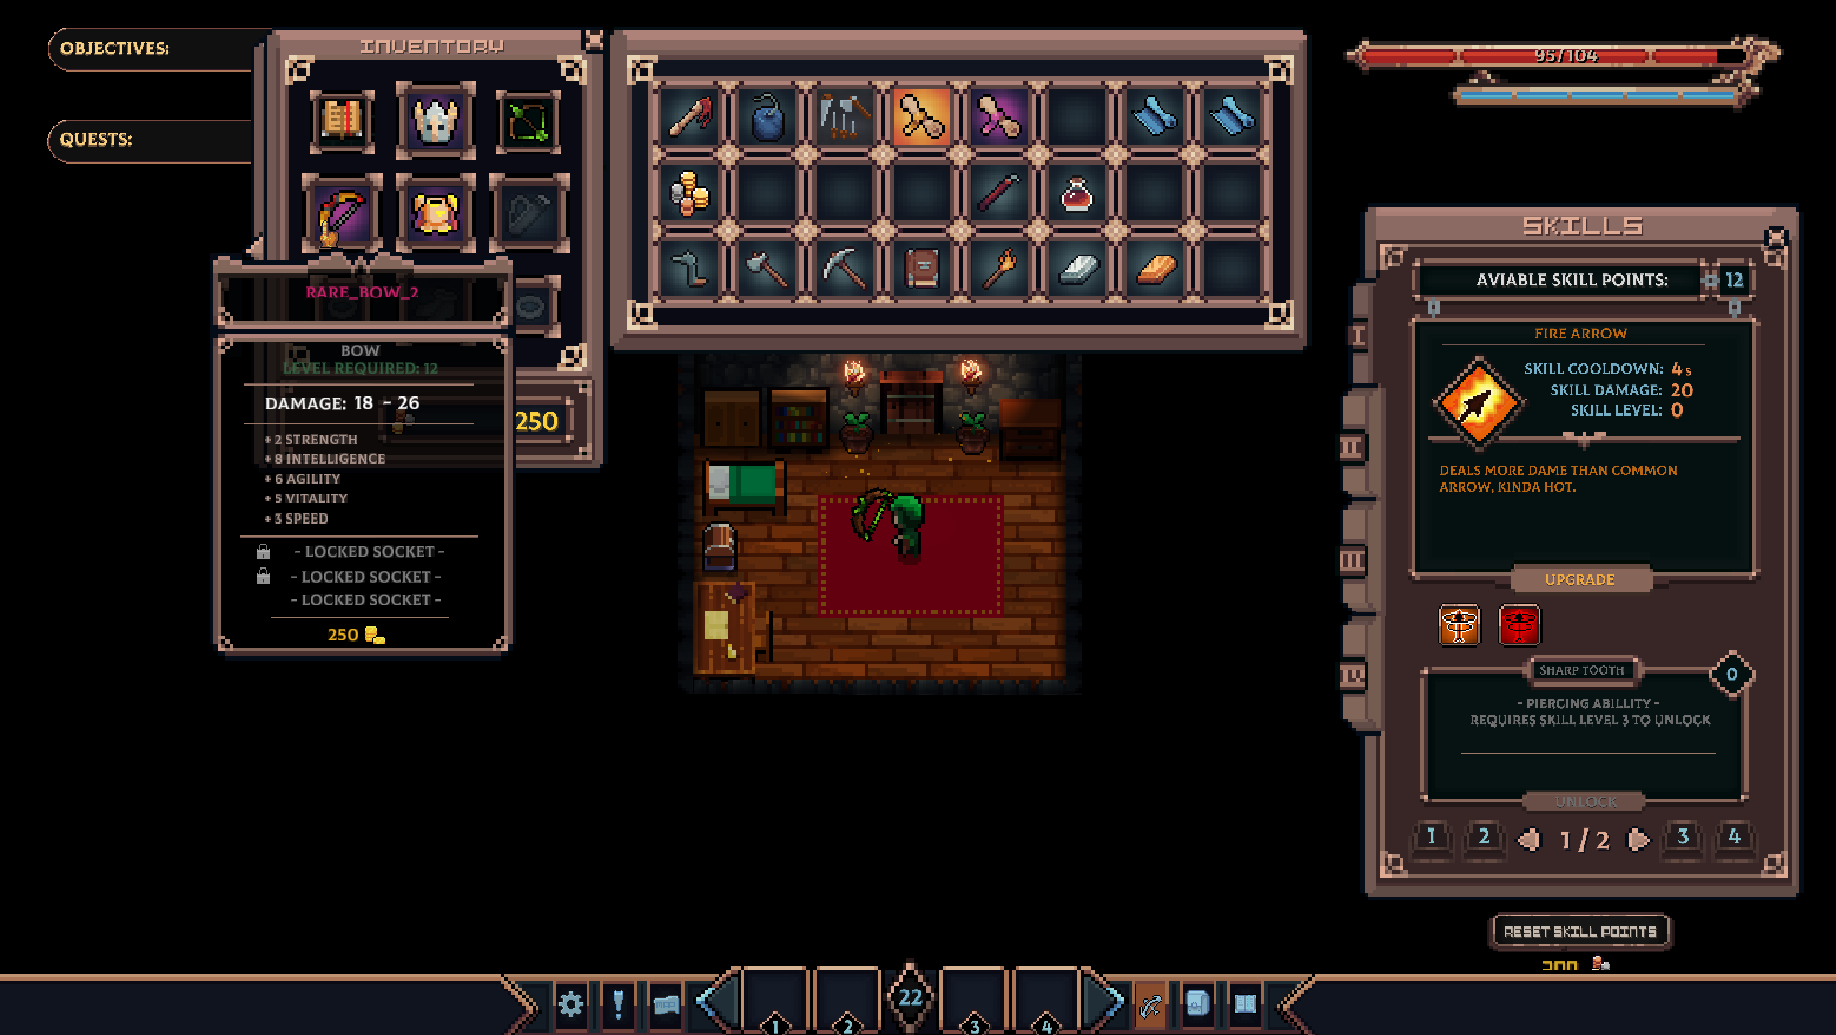 OBJECTIVES:
QUESTS:
INVENTORY
95/104
RARE_BOW_2
BOW
LEVEL REQUIRED: 12
DAMAGE: 18 - 26
+ 2 STRENGTH
+ 8 INTELLIGENCE
+ 6 AGILITY
+ 5 VITALITY
+ 3 SPEED
- LOCKED SOCKET -
- LOCKED SOCKET -
- LOCKED SOCKET -
250
250
SKILLS
AVIABLE SKILL POINTS: 12
I
II
III
IV
FIRE ARROW
SKILL COOLDOWN: 4s
SKILL DAMAGE: 20
SKILL LEVEL: 0
DEALS MORE DAME THAN COMMON
ARROW, KINDA HOT.
UPGRADE
SHARP TOOTH
0
- PIERCING ABILLITY -
REQUIRES SKILL LEVEL 3 TO UNLOCK
UNLOCK
1 2 1 / 2 3 4
RESET SKILL POINTS
22
1 2 3 4